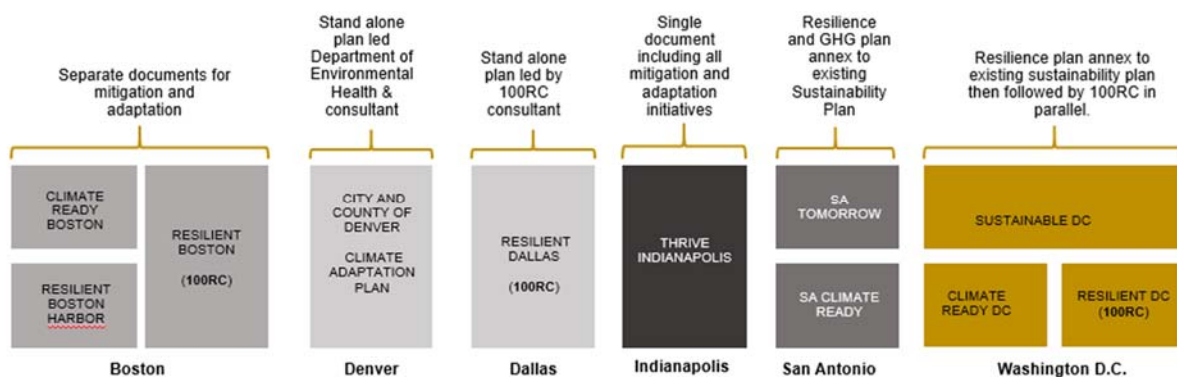 Separate documents for
mitigation and
adaptation
Stand alone
plan led
Department of
Environmental
Health &
consultant
Stand alone
plan led by
100RC
consultant
Single
document
including all
mitigation and
adaptation
initiatives
Resilience
and GHG plan
annex to
existing
Sustainability
Plan
Resilience plan annex to
existing sustainability plan
then followed by 100RC in
parallel.
CLIMATE
READY
BOSTON
RESILIENT
BOSTON
HARBOR
RESILIENT
BOSTON
(100RC)
CITY AND
COUNTY OF
DENVER
CLIMATE
ADAPTATION
PLAN
RESILIENT
DALLAS
(100RC)
THRIVE
INDIANAPOLIS
SA
TOMORROW
SA CLIMATE
READY
SUSTAINABLE DC
CLIMATE
READY DC
RESILIENT DC
(100RC)
Boston
Denver
Dallas
Indianapolis
San Antonio
Washington D.C.